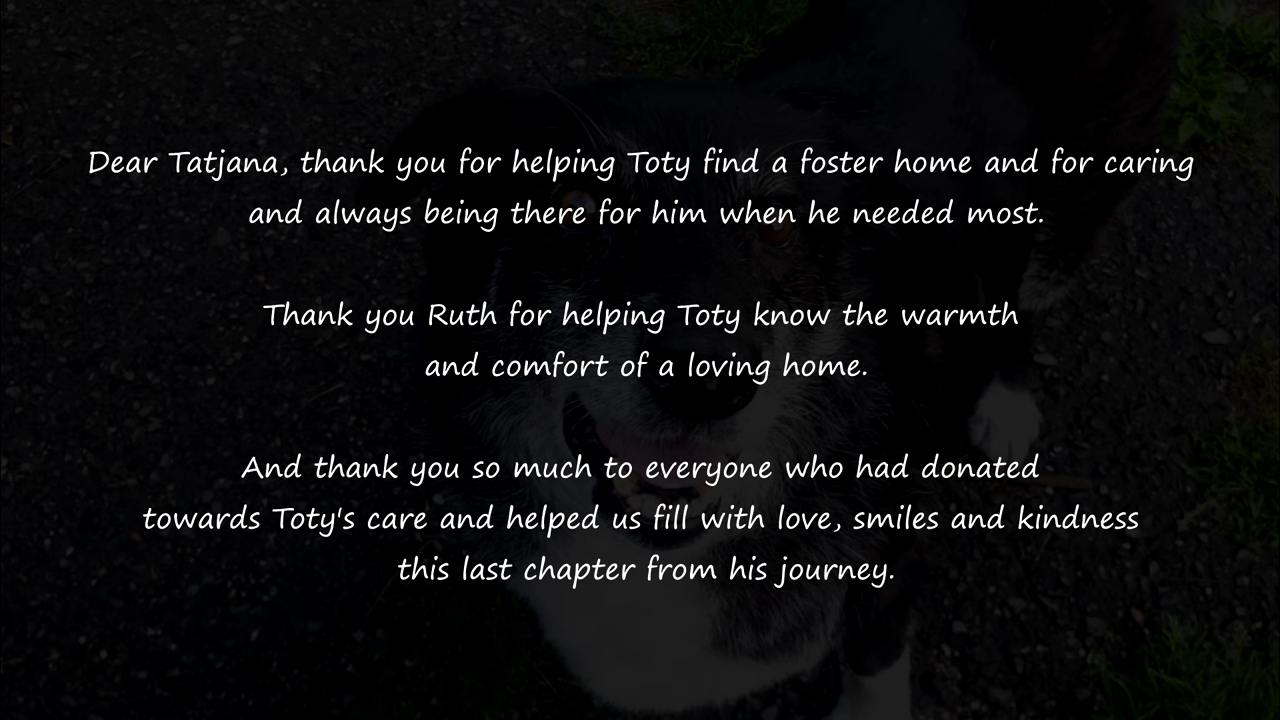 Dear Tatjana, thank you for helping Toty find a foster home and for caring
and always being there for him when he needed most.
Thank you Ruth for helping Toty know the warmth
and comfort of a loving home.
And thank you so much to everyone who had donated
towards Toty's care and helped us fill with love, smiles and kindness
this last chapter from his journey.